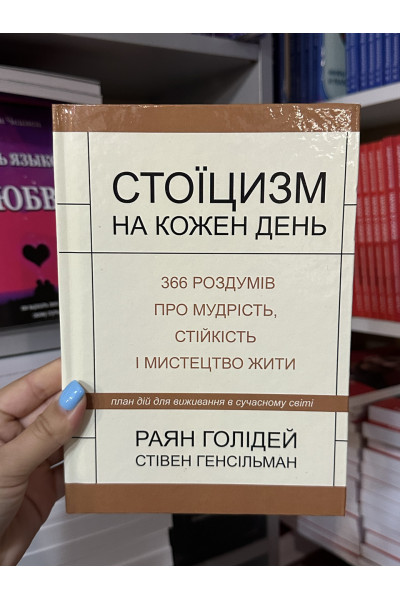 СТОЇЦИЗМ
НА КОЖЕН ДЕНЬ
366 РОЗДУМІВ
ПРО МУДРІСТЬ,
СТІЙКІСТЬ
І МИСТЕЦТВО ЖИТИ
план дій для виживання в сучасному світі
РАЯН ГОЛІДЕЙ
СТІВЕН ГЕНСІЛЬМАН